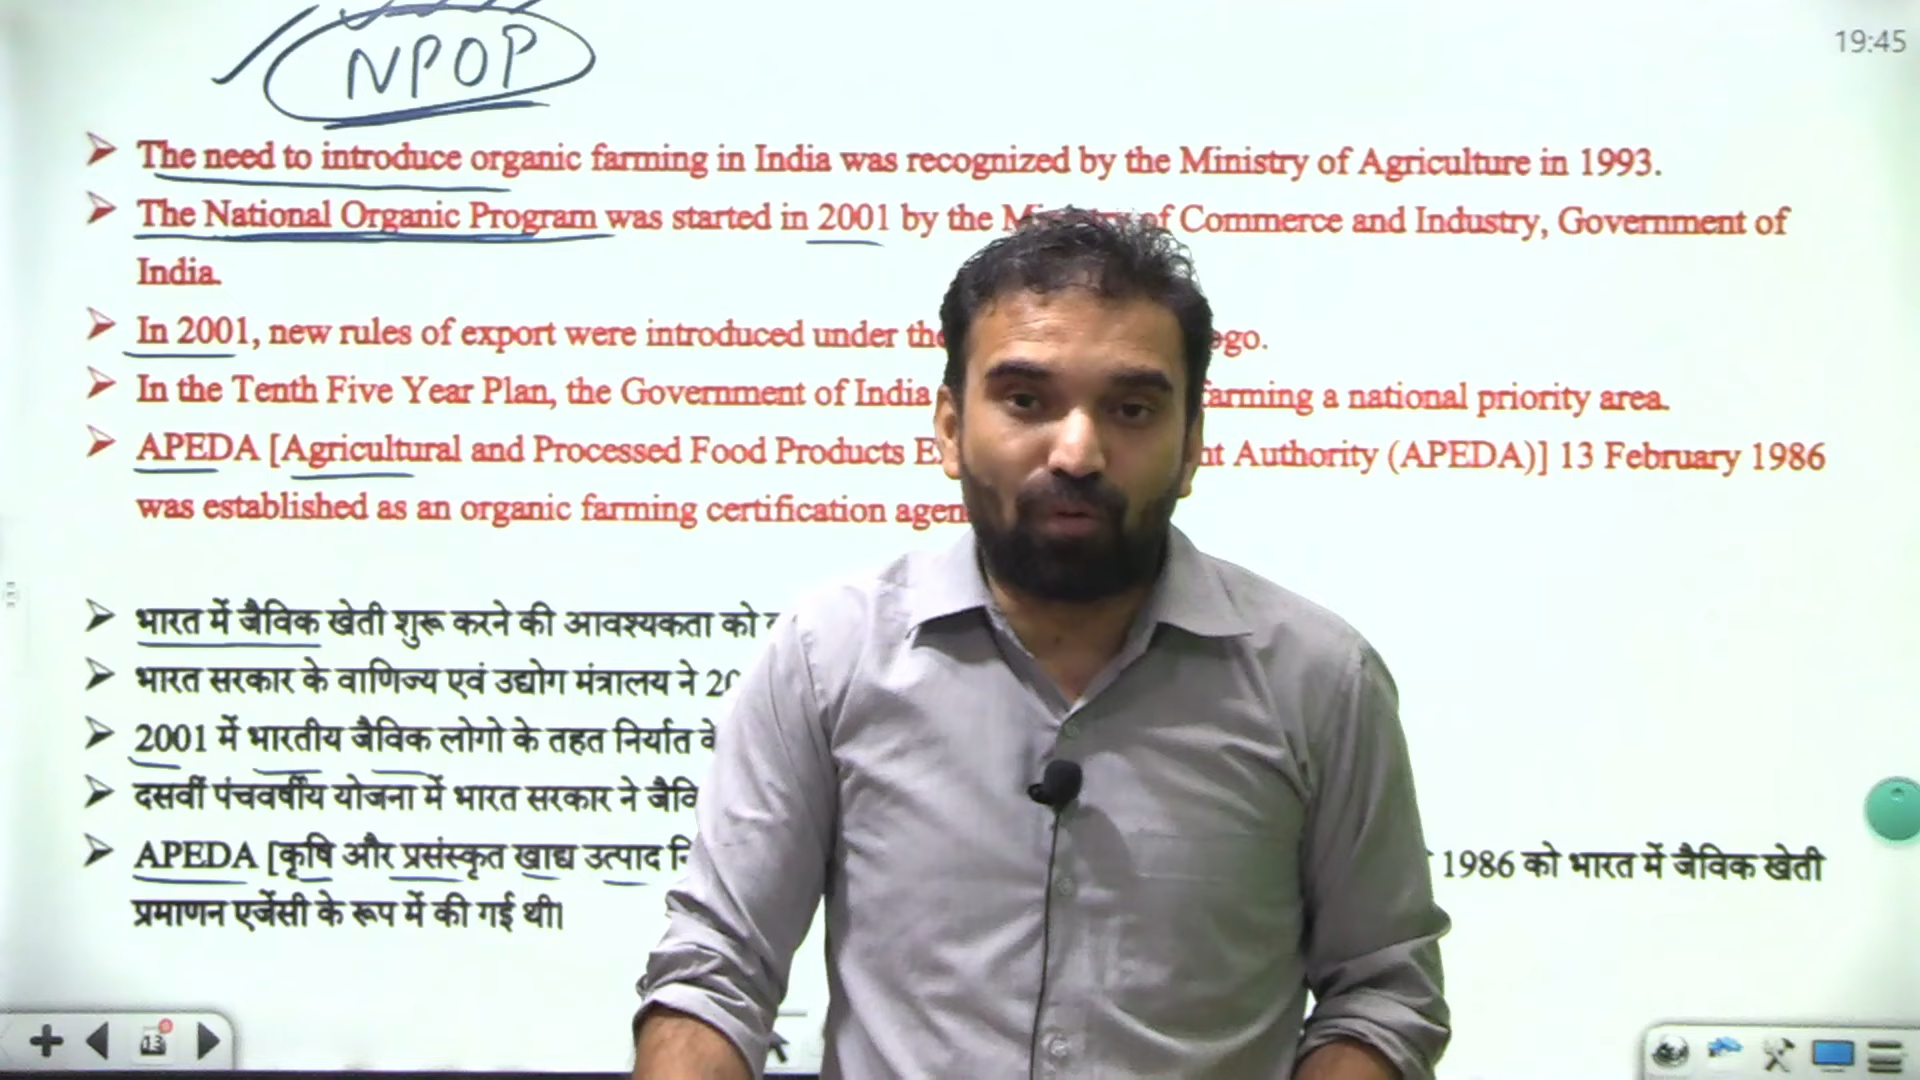 NPOP
19:45
The need to introduce organic farming in India was recognized by the Ministry of Agriculture in 1993.
The National Organic Program was started in 2001 by the of Commerce and Industry, Government of
India.
In 2001, new rules of export were introduced under
In the Tenth Five Year Plan, the Government of India farming a national priority area.
APEDA [Agricultural and Processed Food Products Authority (APEDA)] 13 February 1986
was established as an organic farming certification
भारत में जैविक खेती शुरू करने की आवश्यकता को
भारत सरकार के वाणिज्य एवं उद्योग मंत्रालय ने
2001 में भारतीय जैविक लोगो के तहत निर्यात
दसवीं पंचवर्षीय योजना में भारत सरकार ने
APEDA [कृषि और प्रसंस्कृत खाद्य उत्पाद 1986 को भारत में जैविक खेती
प्रमाणन एजेंसी के रूप में की गई थी।
13